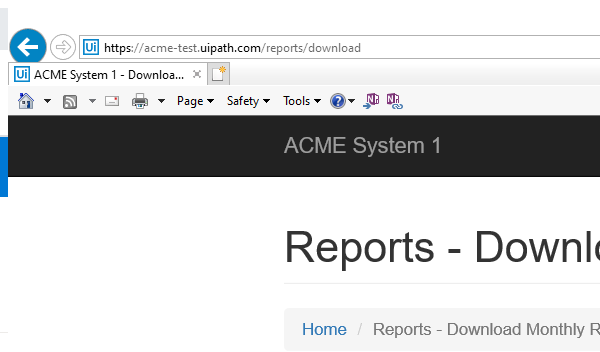 Ui https://acme-test.uipath.com/reports/download
Ui ACME System 1 - Downloa... ×
Page Safety Tools
ACME System 1
Reports - Downlo
Home / Reports - Download Monthly R